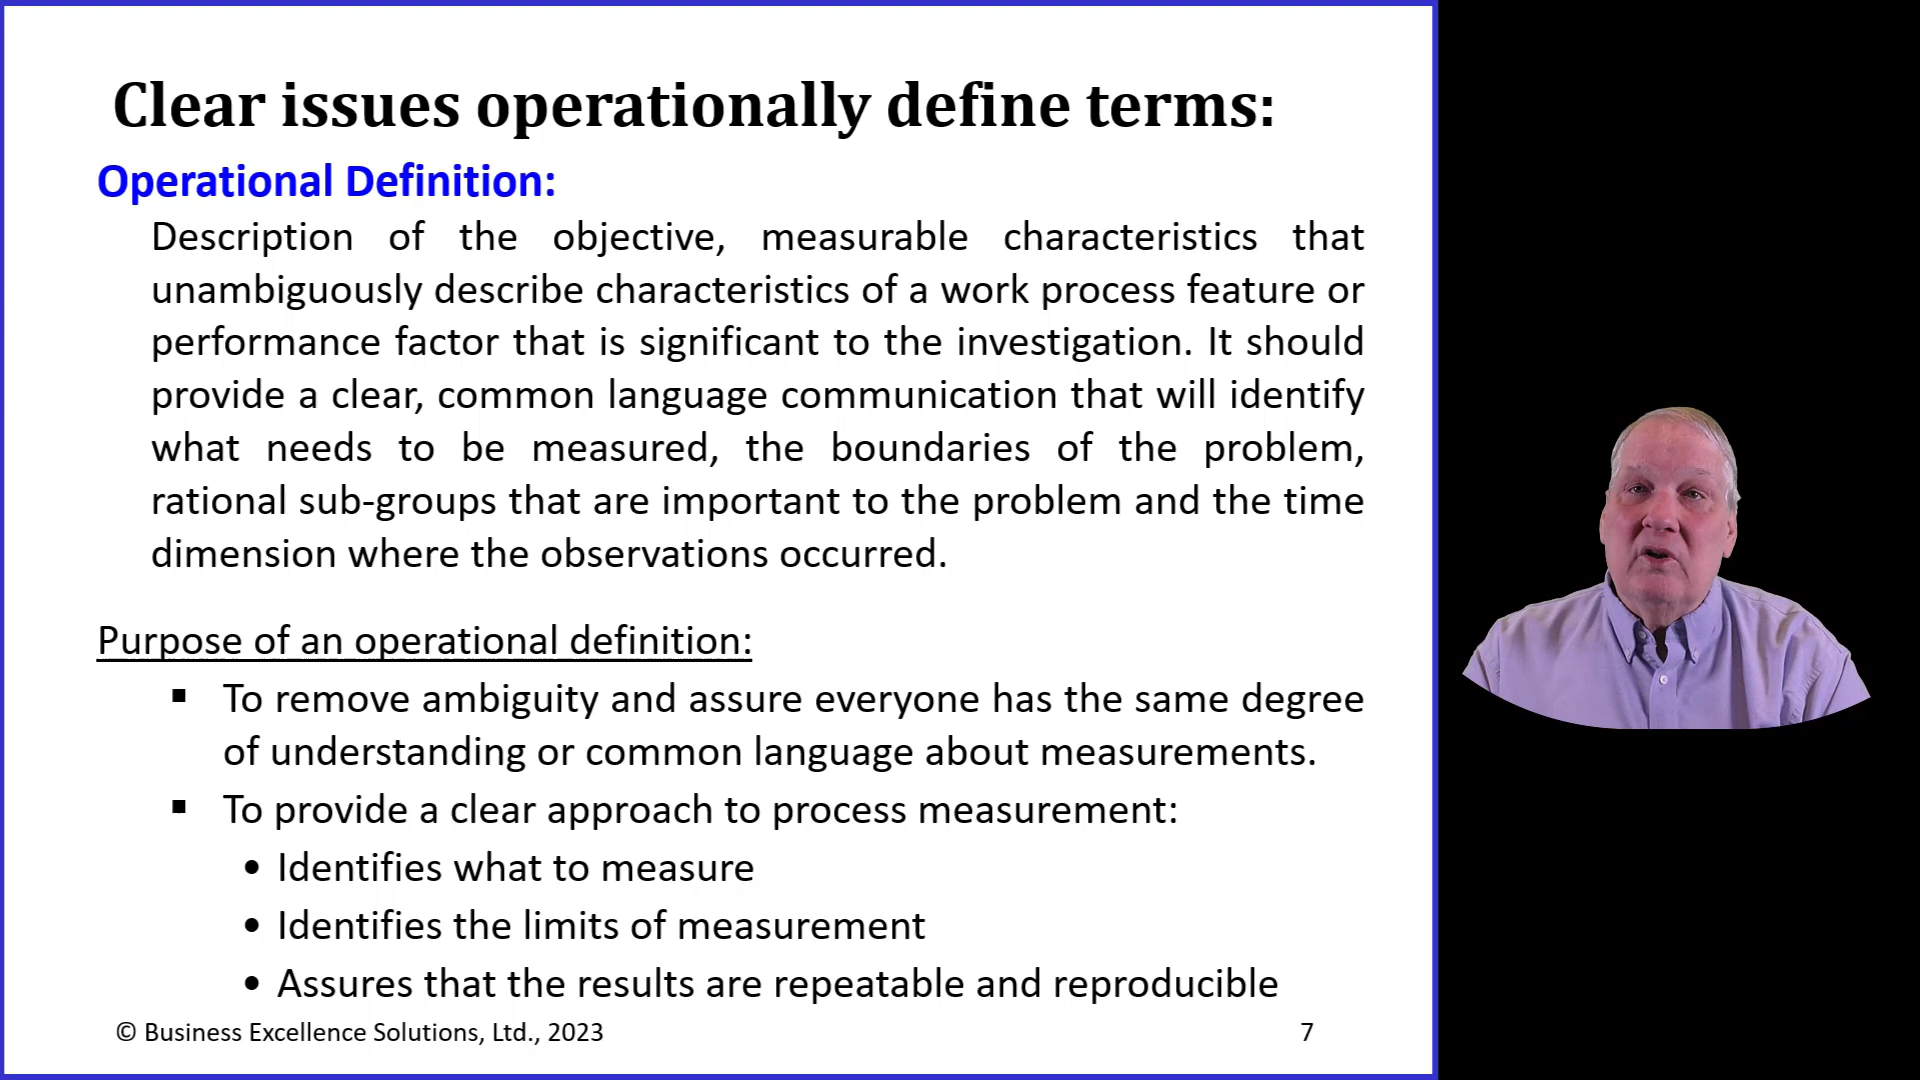 Clear issues operationally define terms:
Operational Definition:
Description of the objective, measurable characteristics that
unambiguously describe characteristics of a work process feature or
performance factor that is significant to the investigation. It should
provide a clear, common language communication that will identify
what needs to be measured, the boundaries of the problem,
rational sub-groups that are important to the problem and the time
dimension where the observations occurred.
Purpose of an operational definition:
▪ To remove ambiguity and assure everyone has the same degree
of understanding or common language about measurements.
▪ To provide a clear approach to process measurement:
• Identifies what to measure
• Identifies the limits of measurement
• Assures that the results are repeatable and reproducible
© Business Excellence Solutions, Ltd., 2023
7